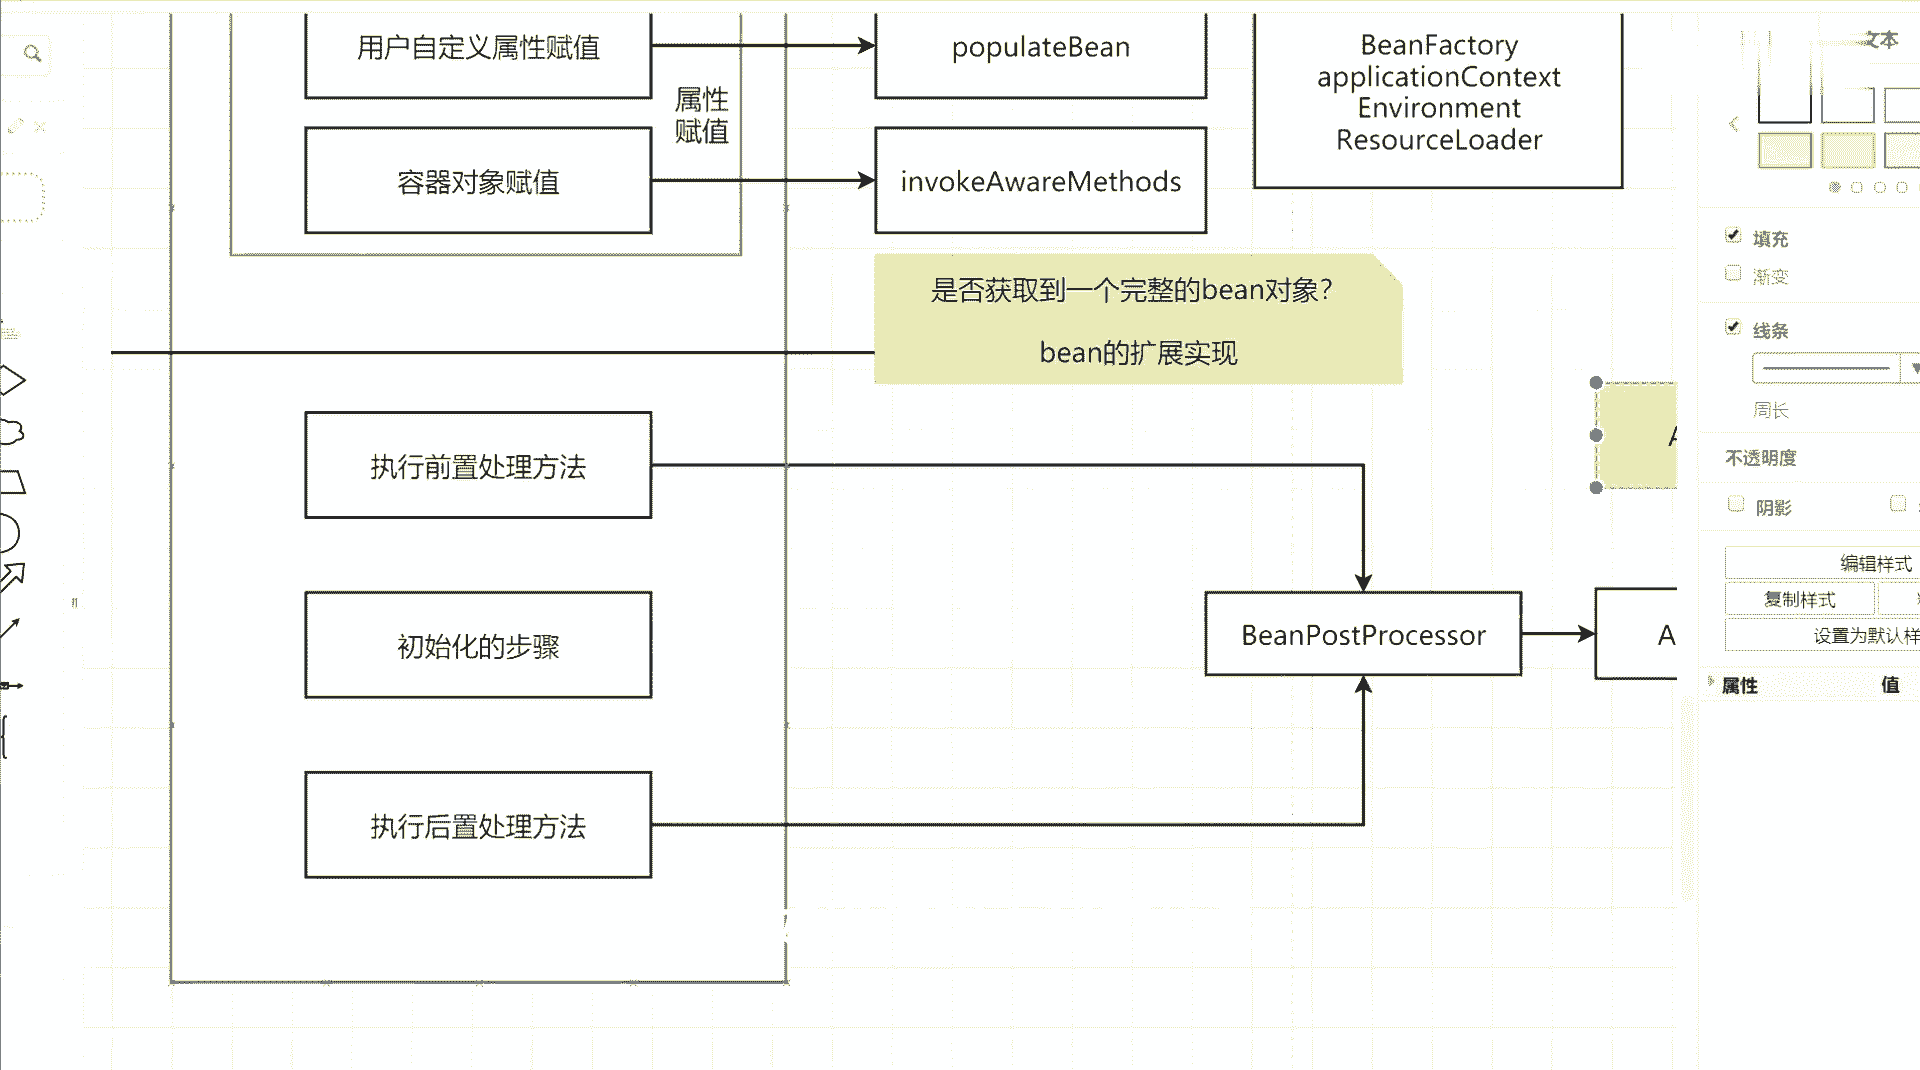 用户自定义属性赋值
populateBean
BeanFactory
applicationContext
Environment
ResourceLoader
属性
赋值
容器对象赋值
invokeAwareMethods
是否获取到一个完整的bean对象?
bean的扩展实现
执行前置处理方法
初始化的步骤
BeanPostProcessor
A
执行后置处理方法
文本
填充
渐变
线条
周长
不透明度
阴影
编辑样式
复制样式
设置为默认样
属性
值